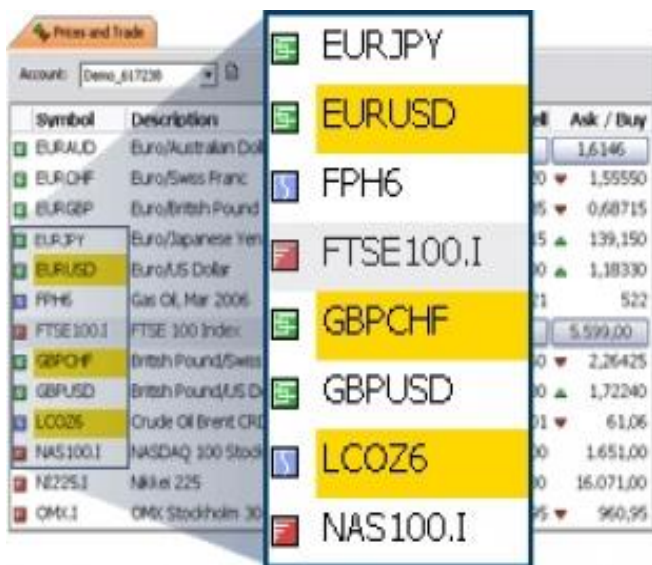 Prices and Trade
Account: Demo_617238
Symbol Description ell Ask / Buy
EURAUD Euro/Australian Dol 1,6146
EURCHF Euro/Swiss Franc 20 1,55550
EURGBP Euro/British Pound 0,68715
EURJPY Euro/Japanese Yen 139,150
EURUSD Euro/US Dollar 1,18330
FPH6 Gas Oil, Mar 2006 522
FTSE100.I FTSE 100 Index 5.599,00
GBPCHF British Pound/Swiss 2,26425
GBPUSD British Pound/US D 1,72240
LCOZ6 Crude Oil Brent 61,06
NAS100.I NASDAQ 100 Stock 1.651,00
NI225.I Nikkei 225 16.071,00
OMX.I OMX Stockholm 30 960,95
EURJPY
EURUSD
FPH6
FTSE100.I
GBPCHF
GBPUSD
LCOZ6
NAS100.I